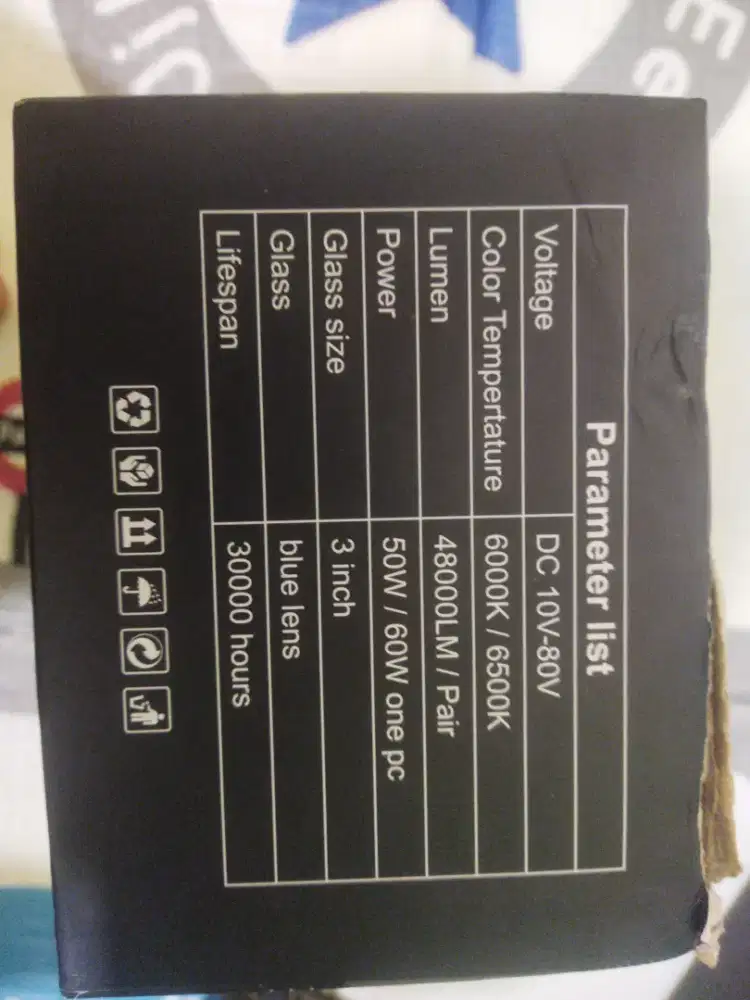 Parameter list
Voltage DC 10V-80V
Color Tempertature 6000K / 6500K
Lumen 48000LM / Pair
Power 50W / 60W one pc
Glass size 3 inch
Glass blue lens
Lifespan 30000 hours